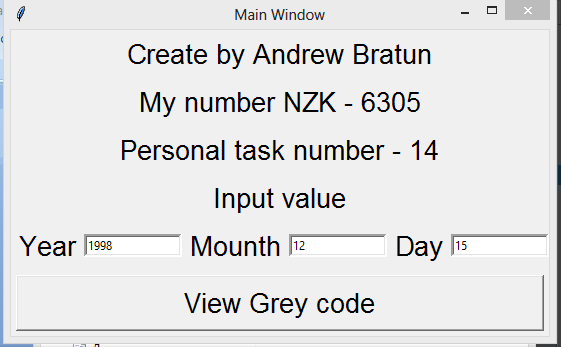 Main Window
Create by Andrew Bratun
My number NZK - 6305
Personal task number - 14
Input value
Year 1998 Mounth 12 Day 15
View Grey code